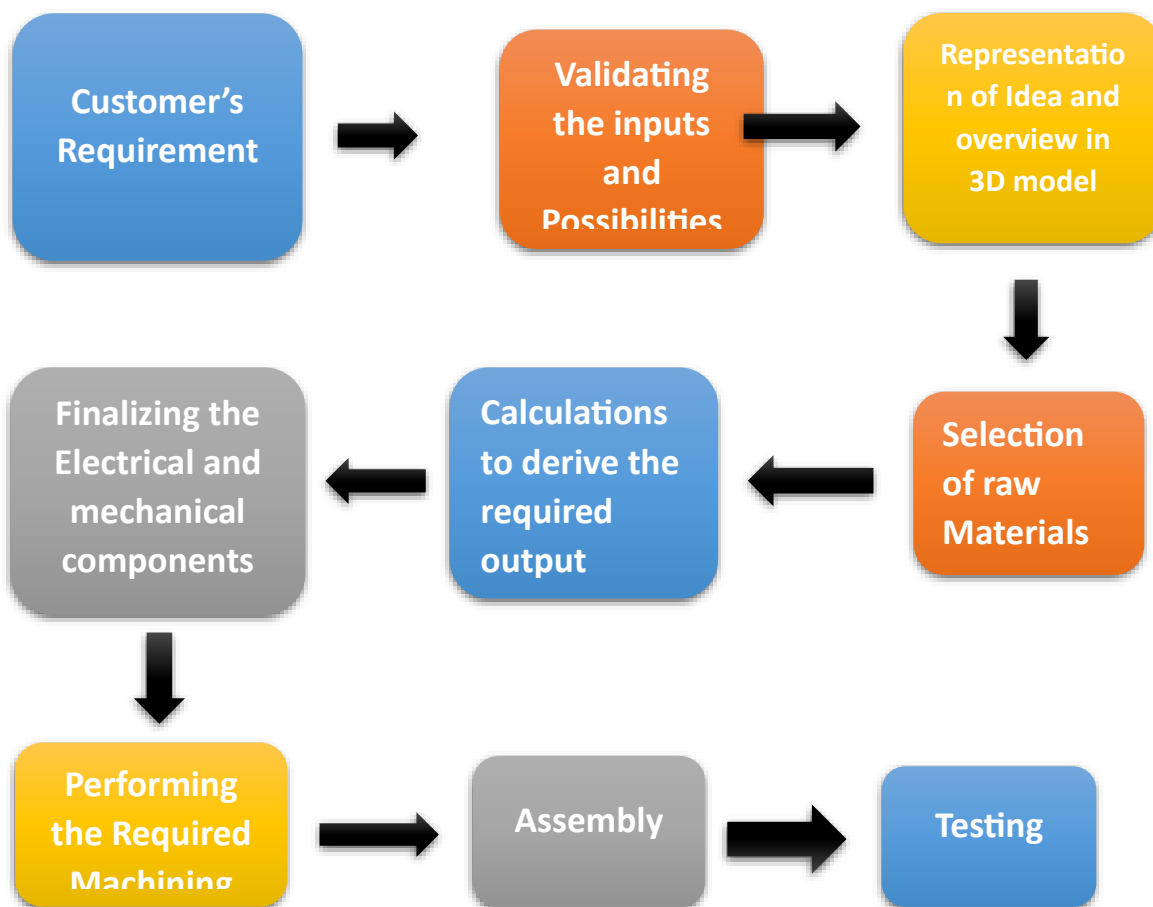 Customer’s
Requirement
Validating
the inputs
and
Possibilities
Representatio
n of Idea and
overview in
3D model
Finalizing the
Electrical and
mechanical
components
Calculations
to derive the
required
output
Selection
of raw
Materials
Performing
the Required
Machining
Assembly
Testing